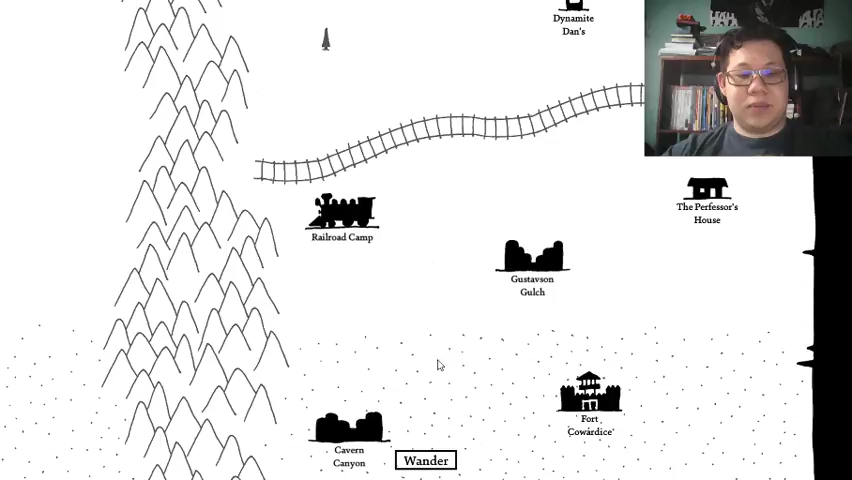 Dynamite
Dan's
The Perfessor's
House
Railroad Camp
Gustavson
Gulch
Fort
Cowardice
Cavern
Canyon
Wander